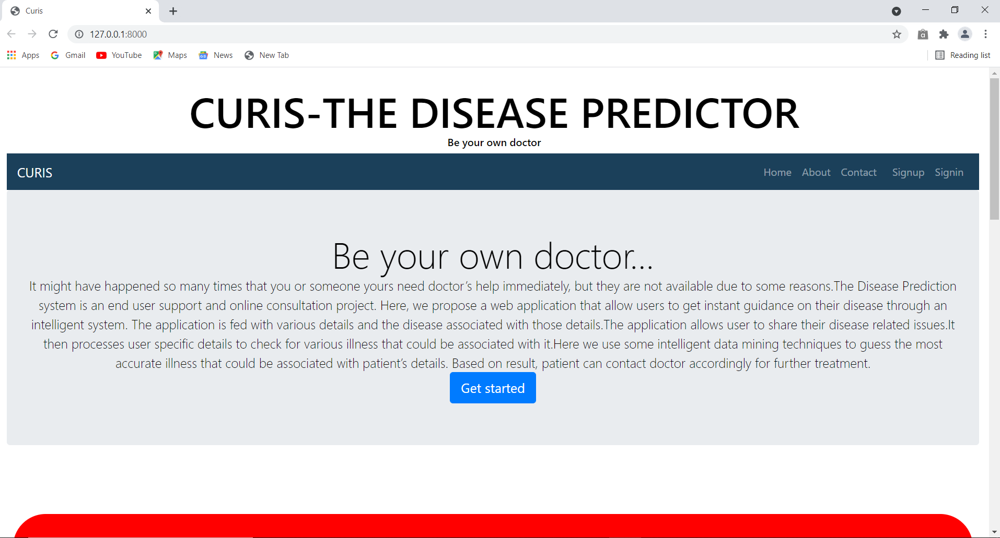 Curis
127.0.0.1:8000
Apps Gmail YouTube Maps News New Tab Reading list
CURIS-THE DISEASE PREDICTOR
Be your own doctor
CURIS Home About Contact Signup Signin
Be your own doctor...
It might have happened so many times that you or someone yours need doctor’s help immediately, but they are not available due to some reasons.The Disease Prediction
system is an end user support and online consultation project. Here, we propose a web application that allow users to get instant guidance on their disease through an
intelligent system. The application is fed with various details and the disease associated with those details.The application allows user to share their disease related issues.It
then processes user specific details to check for various illness that could be associated with it.Here we use some intelligent data mining techniques to guess the most
accurate illness that could be associated with patient’s details. Based on result, patient can contact doctor accordingly for further treatment.
Get started